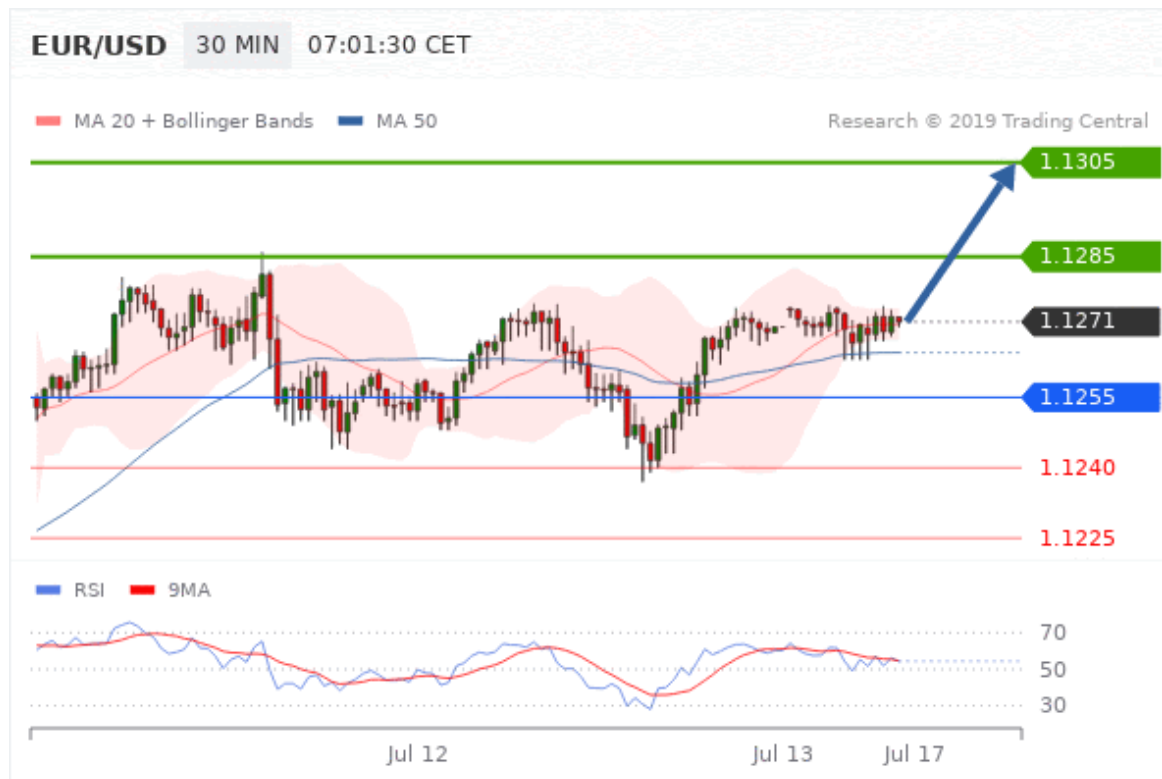 EUR/USD 30 MIN 07:01:30 CET
MA 20 + Bollinger Bands MA 50 Research © 2019 Trading Central
1.1305
1.1285
1.1271
1.1255
1.1240
1.1225
RSI 9MA
70
50
30
Jul 12 Jul 13 Jul 17